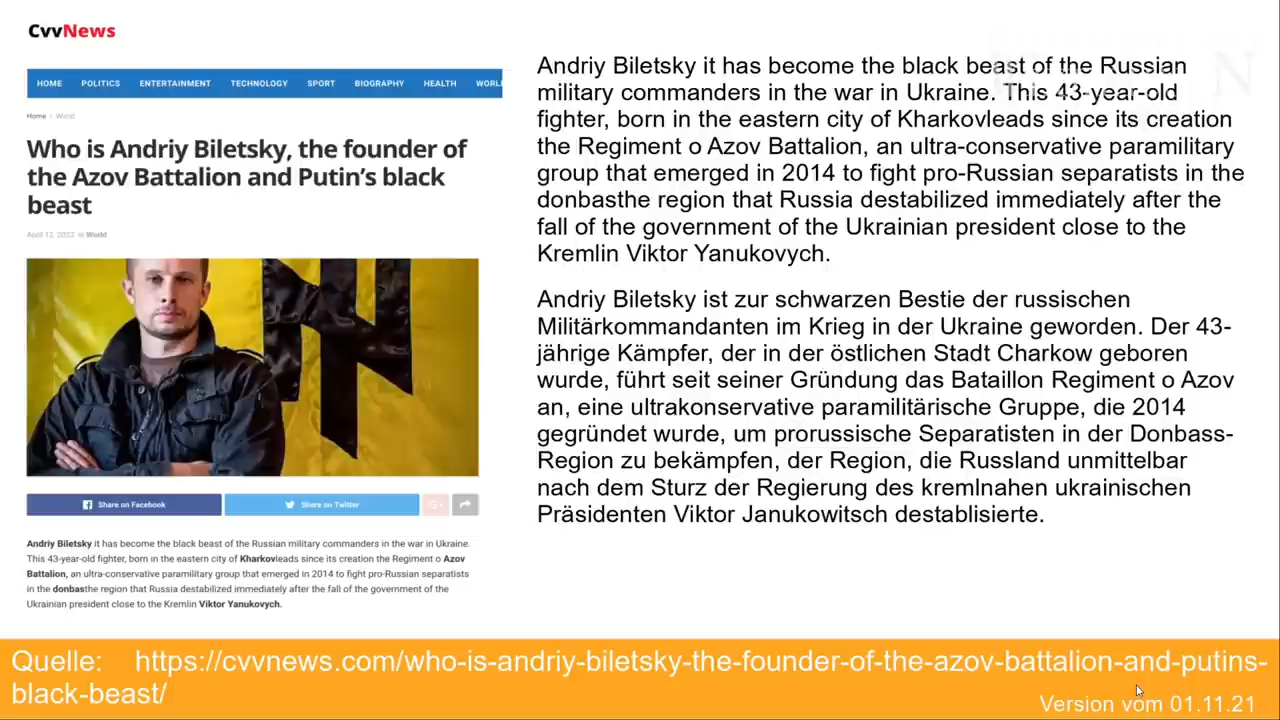 CvvNews
HOME POLITICS ENTERTAINMENT TECHNOLOGY SPORT BIOGRAPHY HEALTH WORL
Home › World
Who is Andriy Biletsky, the founder of
the Azov Battalion and Putin's black
beast
April 12, 2022 in World
Share on Facebook
Share on Twitter
Andriy Biletsky it has become the black beast of the Russian military commanders in the war in Ukraine.
This 43-year-old fighter, born in the eastern city of Kharkovleads since its creation the Regiment o Azov
Battalion, an ultra-conservative paramilitary group that emerged in 2014 to fight pro-Russian separatists
in the donbasthe region that Russia destabilized immediately after the fall of the government of the
Ukrainian president close to the Kremlin Viktor Yanukovych.
Andriy Biletsky it has become the black beast of the Russian
military commanders in the war in Ukraine. This 43-year-old
fighter, born in the eastern city of Kharkovleads since its creation
the Regiment o Azov Battalion, an ultra-conservative paramilitary
group that emerged in 2014 to fight pro-Russian separatists in the
donbasthe region that Russia destabilized immediately after the
fall of the government of the Ukrainian president close to the
Kremlin Viktor Yanukovych.
Andriy Biletsky ist zur schwarzen Bestie der russischen
Militärkommandanten im Krieg in der Ukraine geworden. Der 43-
jährige Kämpfer, der in der östlichen Stadt Charkow geboren
wurde, führt seit seiner Gründung das Bataillon Regiment o Azov
an, eine ultrakonservative paramilitärische Gruppe, die 2014
gegründet wurde, um prorussische Separatisten in der Donbass-
Region zu bekämpfen, der Region, die Russland unmittelbar
nach dem Sturz der Regierung des kremlnahen ukrainischen
Präsidenten Viktor Janukowitsch destablisierte.
Quelle: https://cvvnews.com/who-is-andriy-biletsky-the-founder-of-the-azov-battalion-and-putins-
black-beast/
Version vom 01.11.21